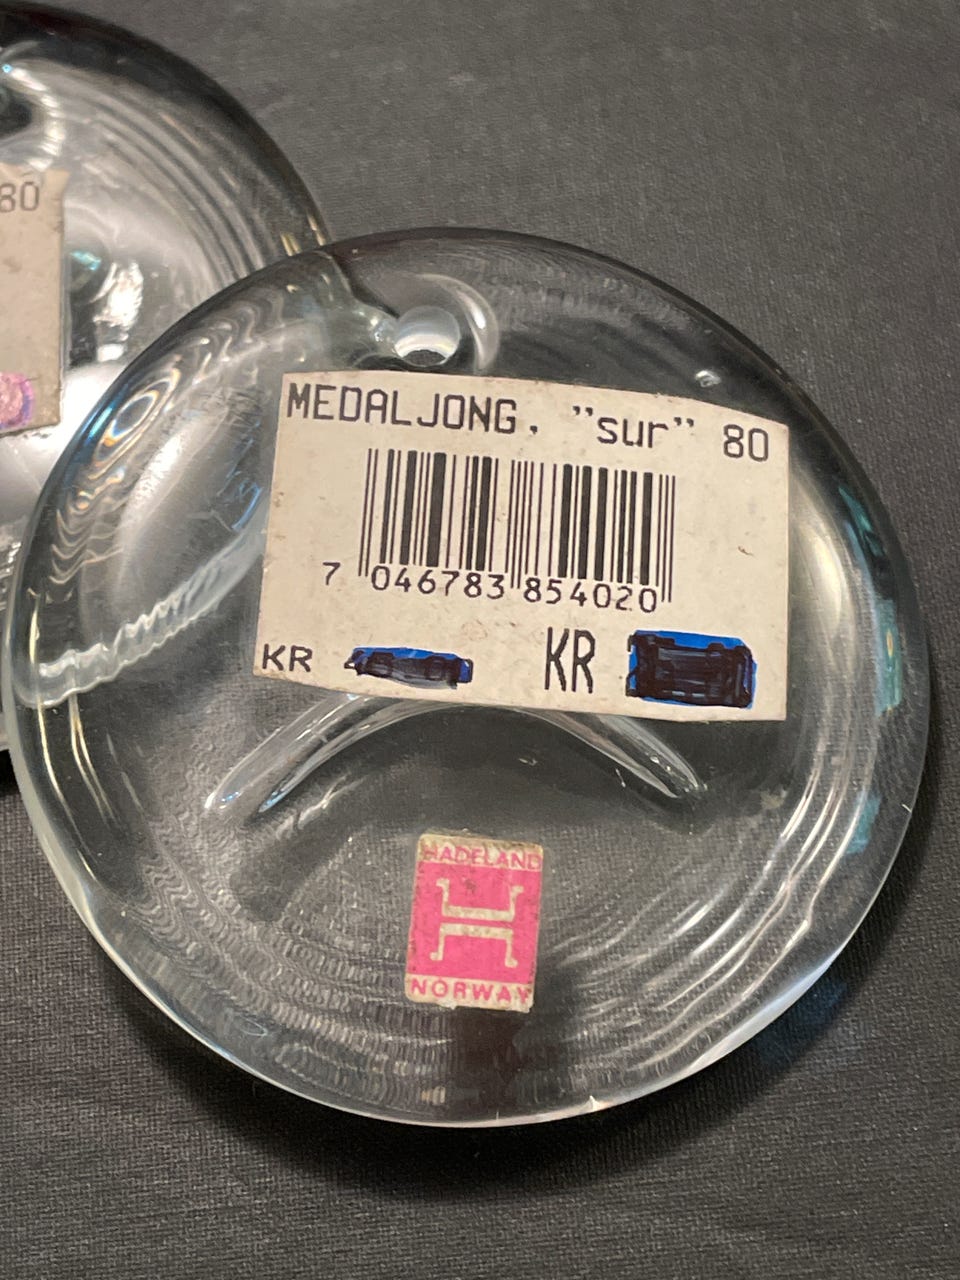 80
MEDALJONG, "sur" 80
7 046783 854020
KR KR
HADELAND
NORWAY